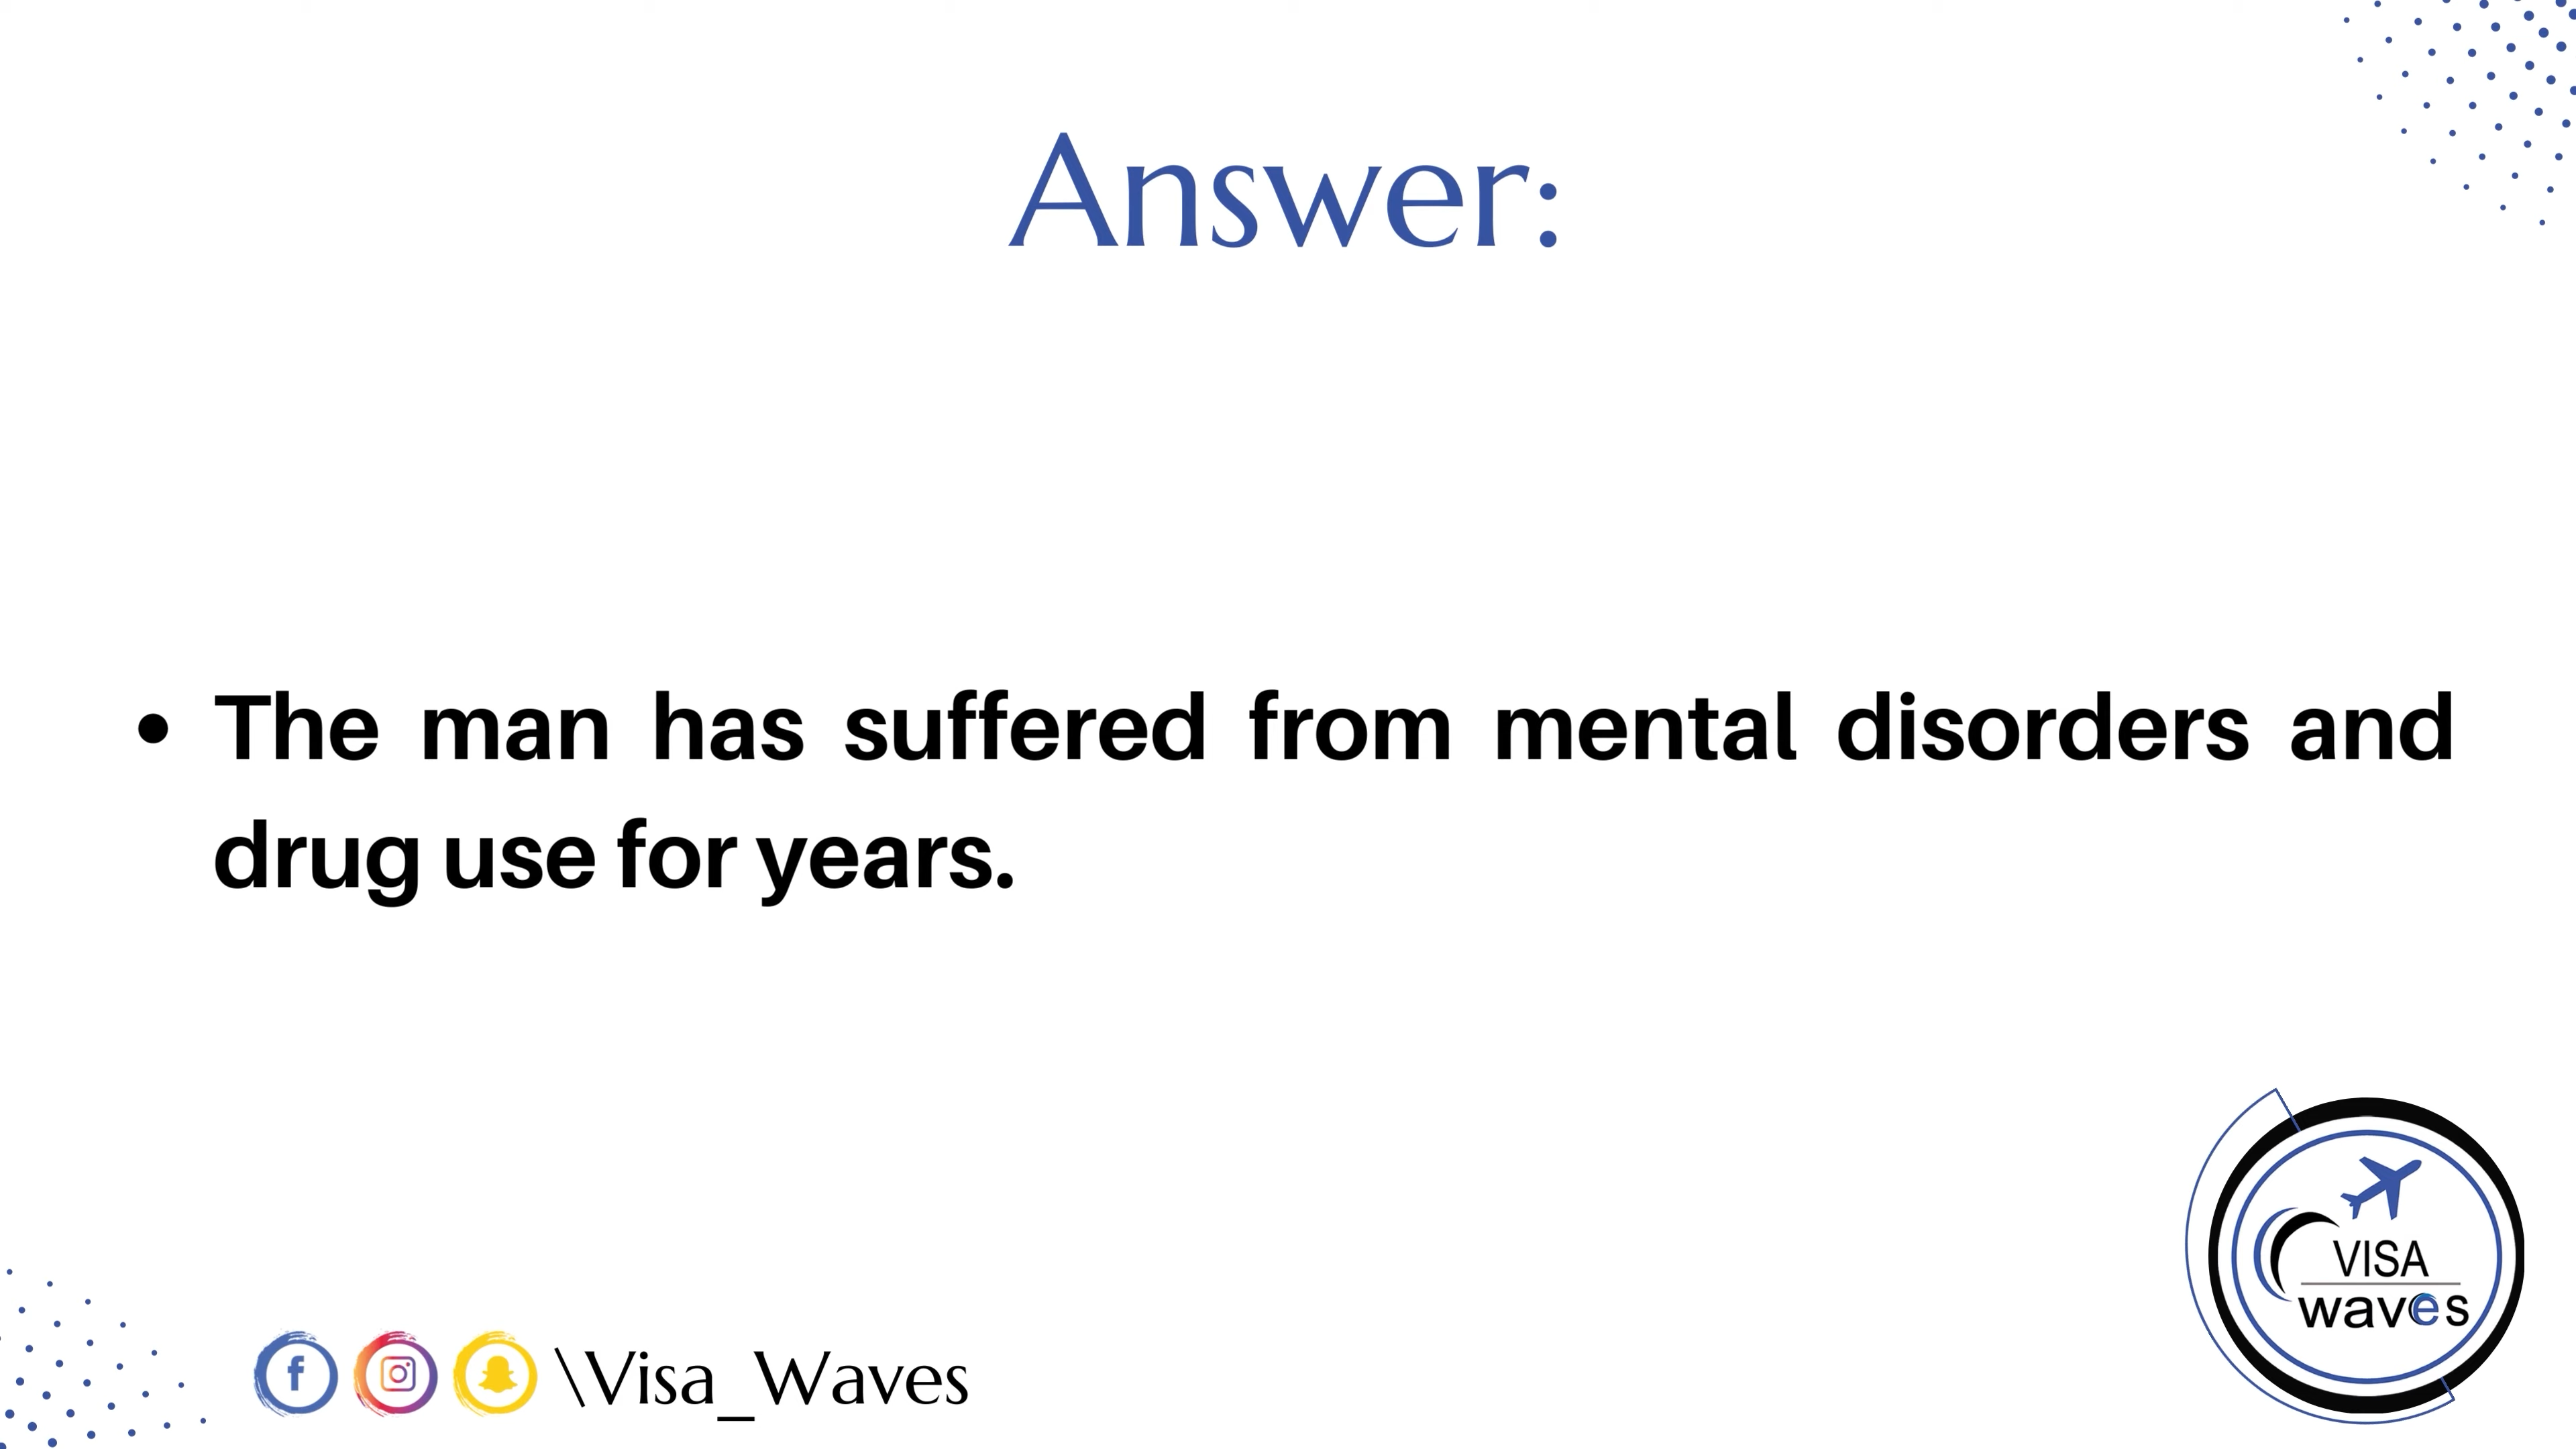 Answer:
• The man has suffered from mental disorders and
drug use for years.
VISA
waves
\Visa_Waves